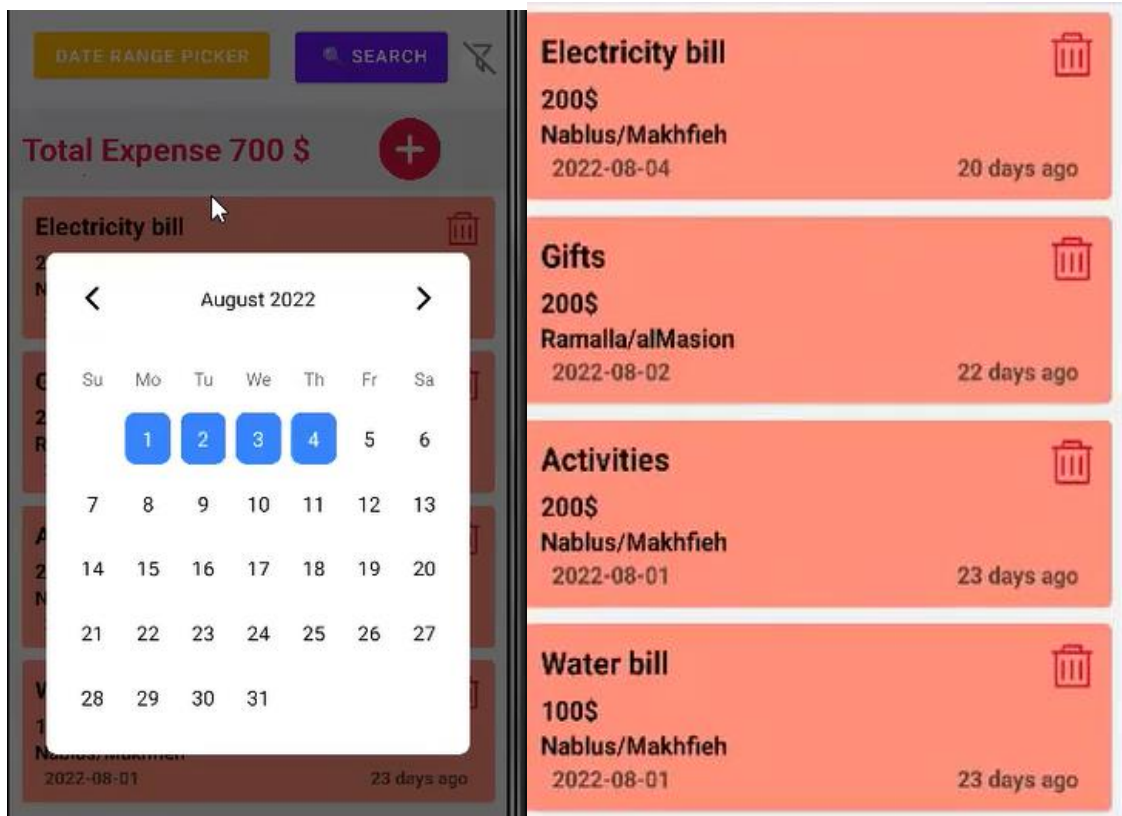 DATE RANGE PICKER
SEARCH
Total Expense 700 $
Electricity bill
August 2022
Su Mo Tu We Th Fr Sa
1 2 3 4 5 6
7 8 9 10 11 12 13
14 15 16 17 18 19 20
21 22 23 24 25 26 27
28 29 30 31
2022-08-01 23 days ago
Electricity bill
200$
Nablus/Makhfieh
2022-08-04 20 days ago
Gifts
200$
Ramalla/alMasion
2022-08-02 22 days ago
Activities
200$
Nablus/Makhfieh
2022-08-01 23 days ago
Water bill
100$
Nablus/Makhfieh
2022-08-01 23 days ago